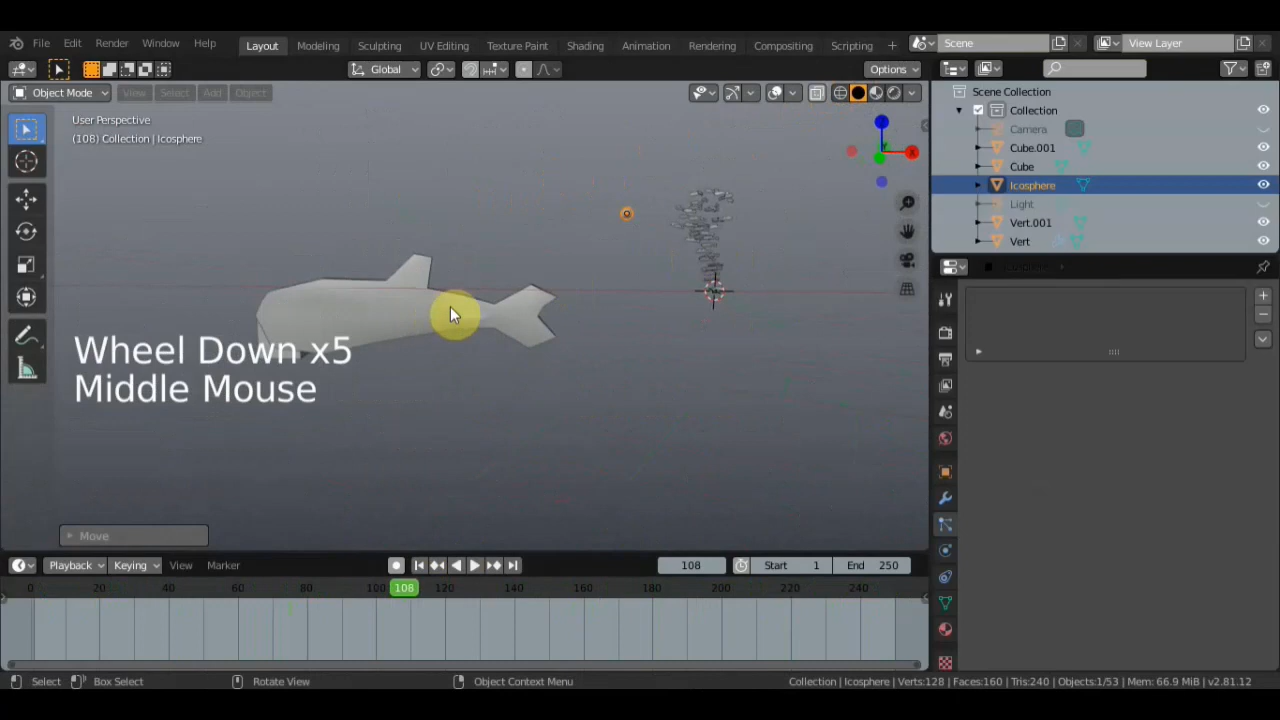 File Edit Render Window Help Layout Modeling Sculpting UV Editing Texture Paint Shading Animation Rendering Compositing Scripting + Scene View Layer
Global Options
Object Mode View Select Add Object
User Perspective
(108) Collection | Icosphere
X
Scene Collection
Collection
Camera
Cube.001
Cube
Icosphere
Light
Vert.001
Vert
Wheel Down x5
Middle Mouse
Move
Playback Keying View Marker 108 Start 1 End 250
0 20 40 60 80 100 108 120 140 160 180 200 220 240
Select Box Select Rotate View Object Context Menu Collection | Icosphere | Verts:128 | Faces:160 | Tris:240 | Objects:1/53 | Mem: 66.9 MiB | v2.81.12